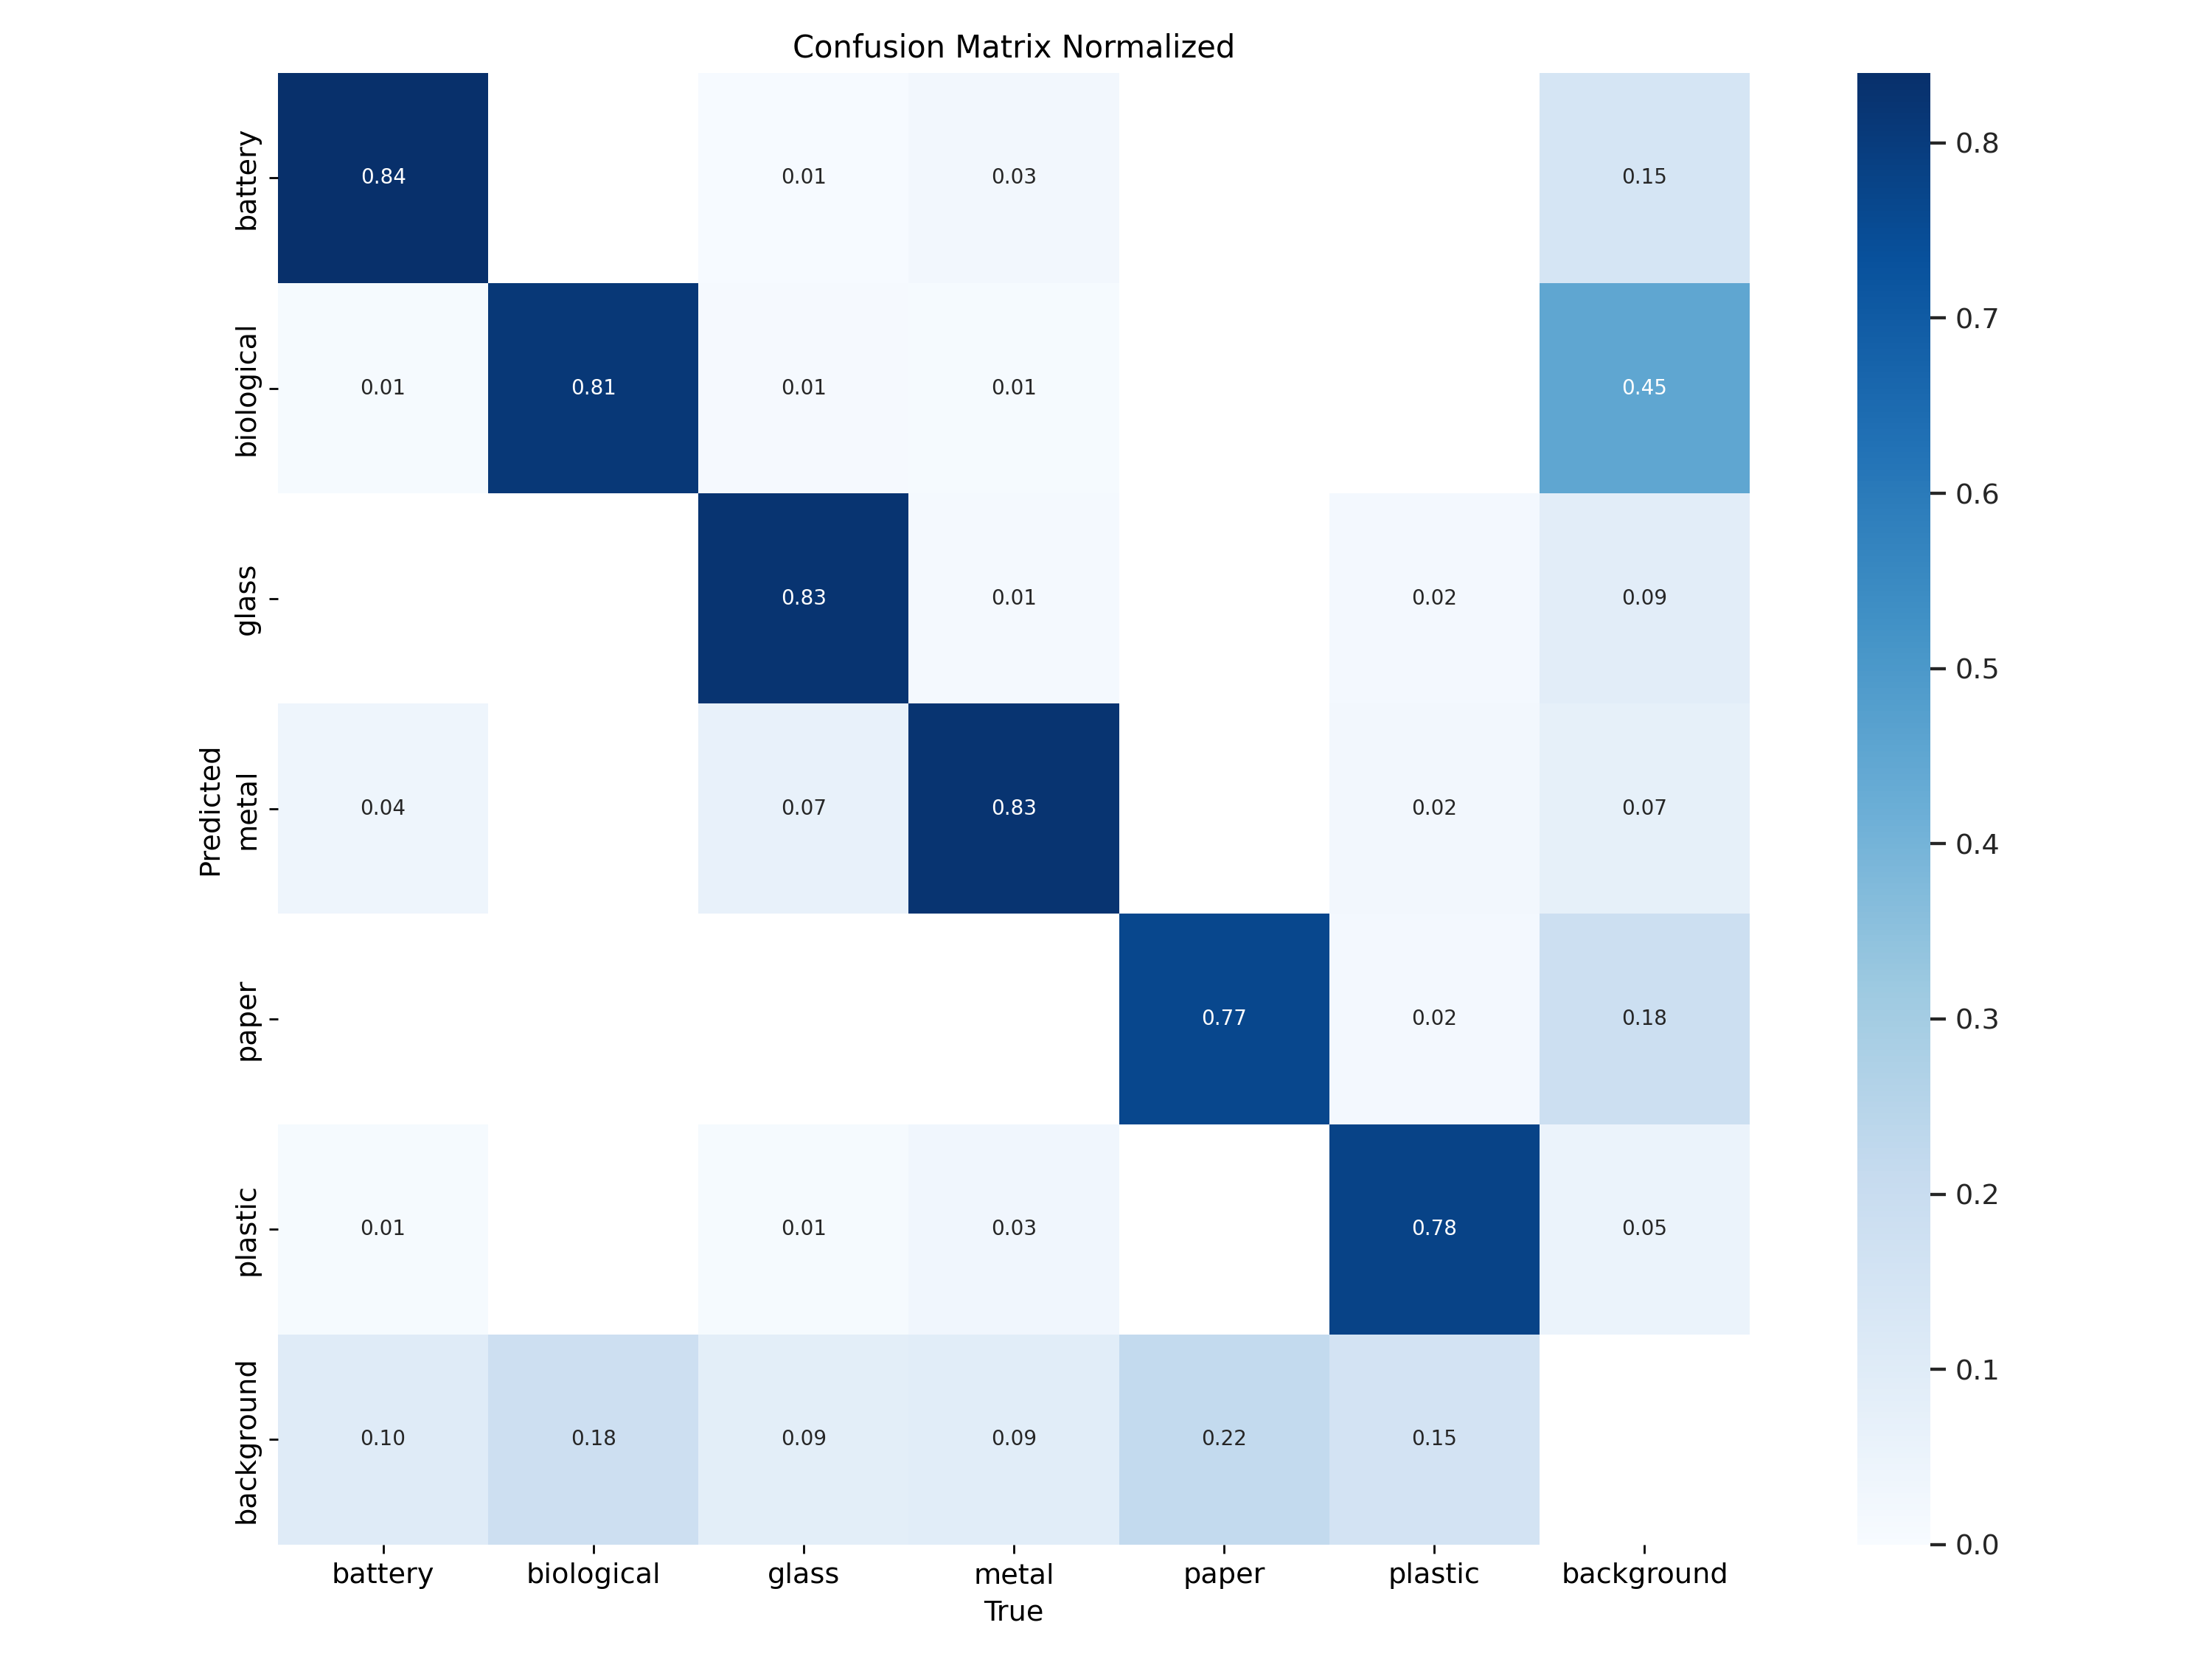 Confusion Matrix Normalized
battery
0.84
0.01
0.03
0.15
biological
0.01
0.81
0.01
0.01
0.45
glass
0.83
0.01
0.02
0.09
Predicted
metal
0.04
0.07
0.83
0.02
0.07
paper
0.77
0.02
0.18
plastic
0.01
0.01
0.03
0.78
0.05
background
0.10
0.18
0.09
0.09
0.22
0.15
battery
biological
glass
metal
paper
plastic
background
True
0.8
0.7
0.6
0.5
0.4
0.3
0.2
0.1
0.0